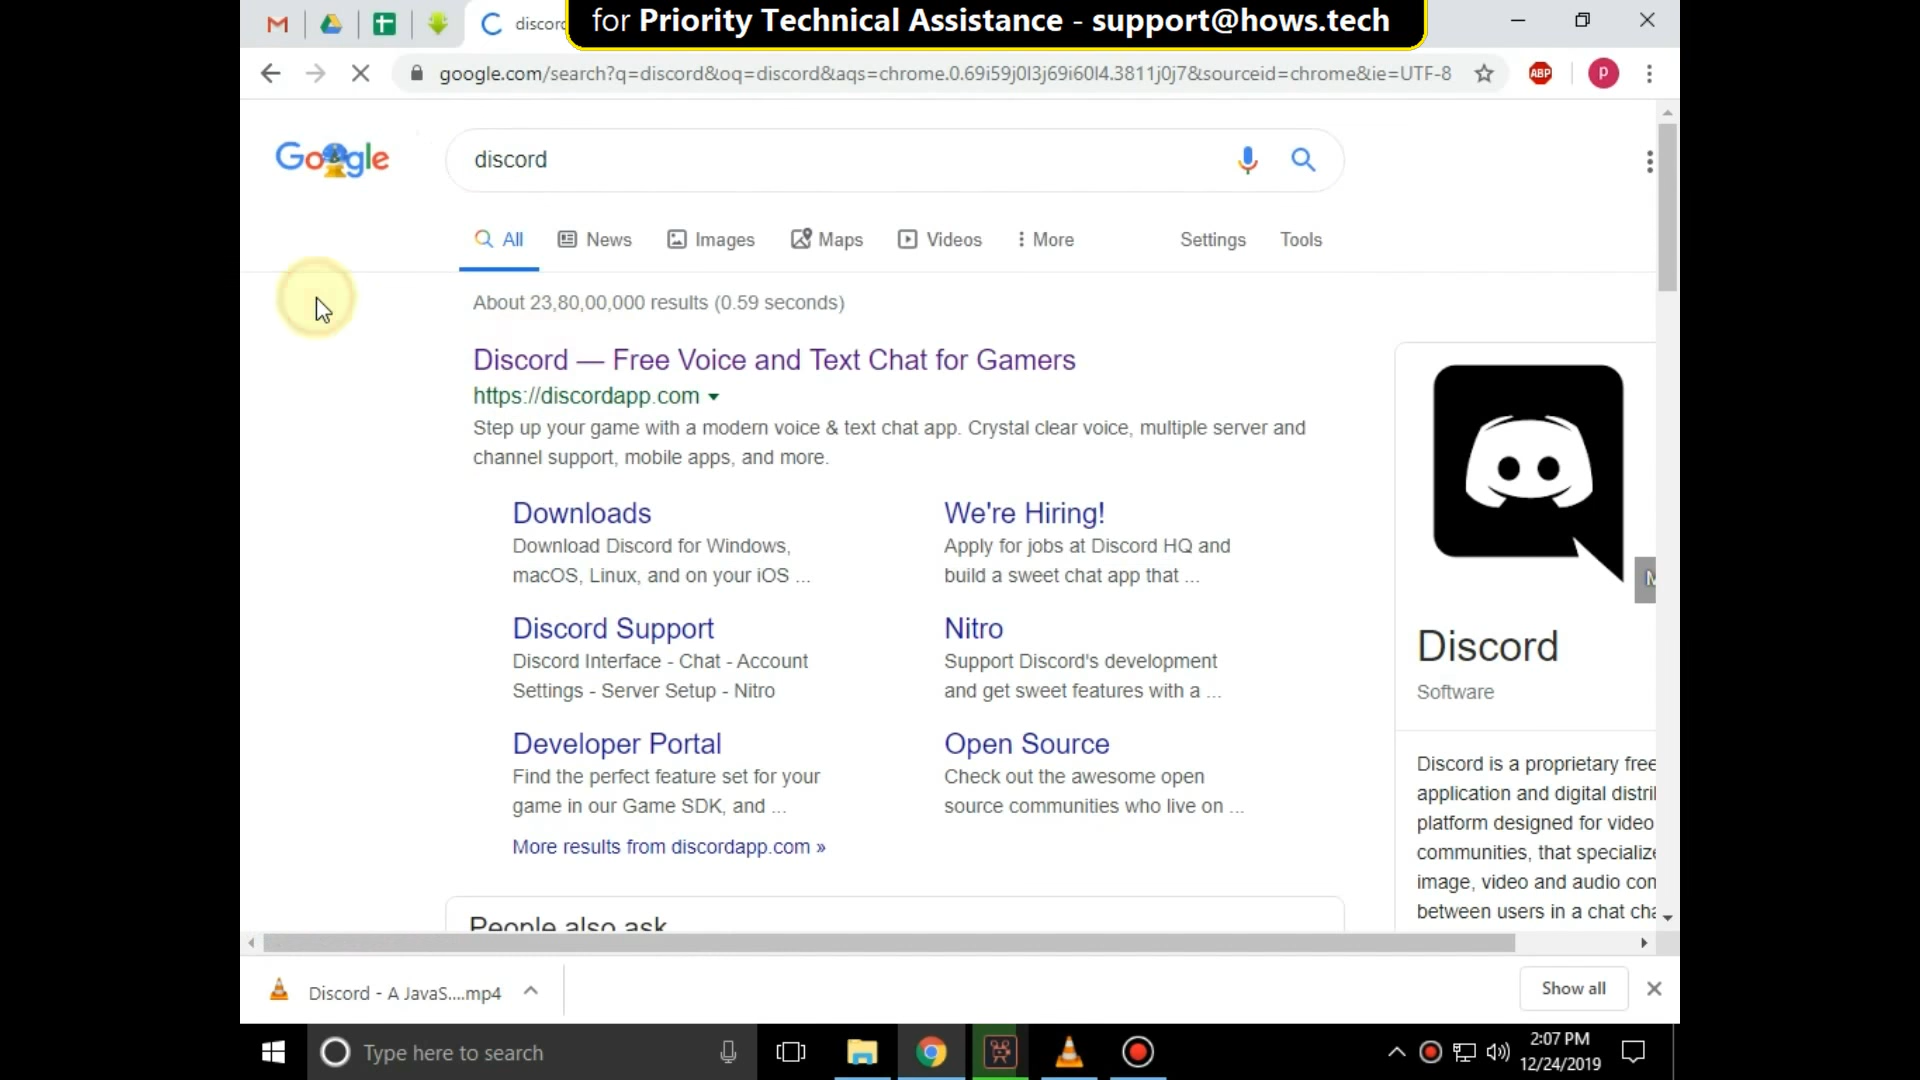 for Priority Technical Assistance - support@hows.tech
discord
google.com/search?q=discord&oq=discord&aqs=chrome.0.69i59j0l3j69i60l4.3811j0j7&sourceid=chrome&ie=UTF-8
ABP
P
Google
discord
All
News
Images
Maps
Videos
More
Settings
Tools
About 23,80,00,000 results (0.59 seconds)
Discord — Free Voice and Text Chat for Gamers
https://discordapp.com
Step up your game with a modern voice & text chat app. Crystal clear voice, multiple server and
channel support, mobile apps, and more.
Downloads
Download Discord for Windows,
macOS, Linux, and on your iOS ...
We're Hiring!
Apply for jobs at Discord HQ and
build a sweet chat app that ...
Discord Support
Discord Interface - Chat - Account
Settings - Server Setup - Nitro
Nitro
Support Discord's development
and get sweet features with a ...
Developer Portal
Find the perfect feature set for your
game in our Game SDK, and ...
Open Source
Check out the awesome open
source communities who live on ...
More results from discordapp.com »
People also ask
Discord
Software
Discord is a proprietary free
application and digital distri
platform designed for video
communities, that specialize
image, video and audio com
between users in a chat cha
Discord - A JavaS....mp4
Show all
Type here to search
2:07 PM
12/24/2019